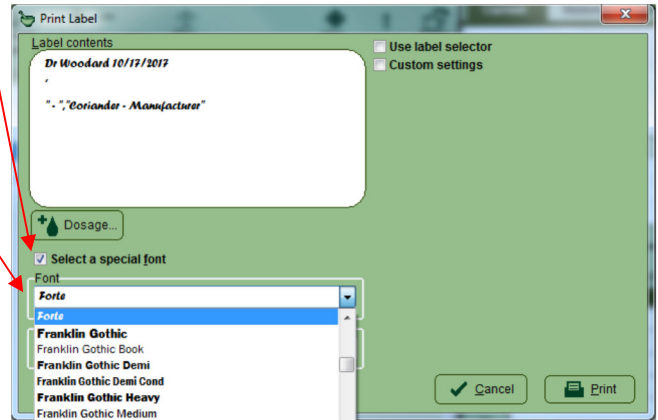 Print Label
Label contents
Dr Woodard 10/17/2017
,
" - ","Coriander - Manufacturer"
Use label selector
Custom settings
Dosage...
Select a special font
Font
Forte
Forte
Franklin Gothic
Franklin Gothic Book
Franklin Gothic Demi
Franklin Gothic Demi Cond
Franklin Gothic Heavy
Franklin Gothic Medium
Cancel
Print